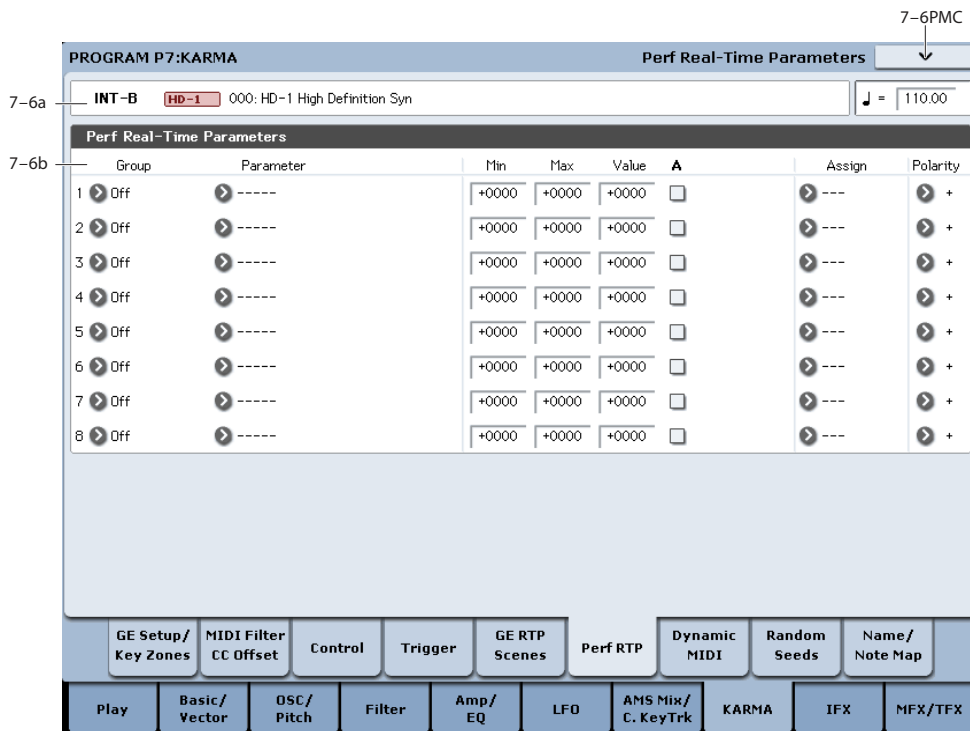 7-6PMC
PROGRAM P7:KARMA Perf Real-Time Parameters
7-6a INT-B HD-1 000: HD-1 High Definition Syn ♩ = 110.00
Perf Real-Time Parameters
7-6b Group Parameter Min Max Value A Assign Polarity
1 Off ----- +0000 +0000 +0000 --- +
2 Off ----- +0000 +0000 +0000 --- +
3 Off ----- +0000 +0000 +0000 --- +
4 Off ----- +0000 +0000 +0000 --- +
5 Off ----- +0000 +0000 +0000 --- +
6 Off ----- +0000 +0000 +0000 --- +
7 Off ----- +0000 +0000 +0000 --- +
8 Off ----- +0000 +0000 +0000 --- +
GE Setup/
Key Zones
MIDI Filter
CC Offset
Control
Trigger
GE RTP
Scenes
Perf RTP
Dynamic
MIDI
Random
Seeds
Name/
Note Map
Play
Basic/
Vector
OSC/
Pitch
Filter
Amp/
EQ
LFO
AMS Mix/
C. KeyTrk
KARMA
IFX
MFX/TFX